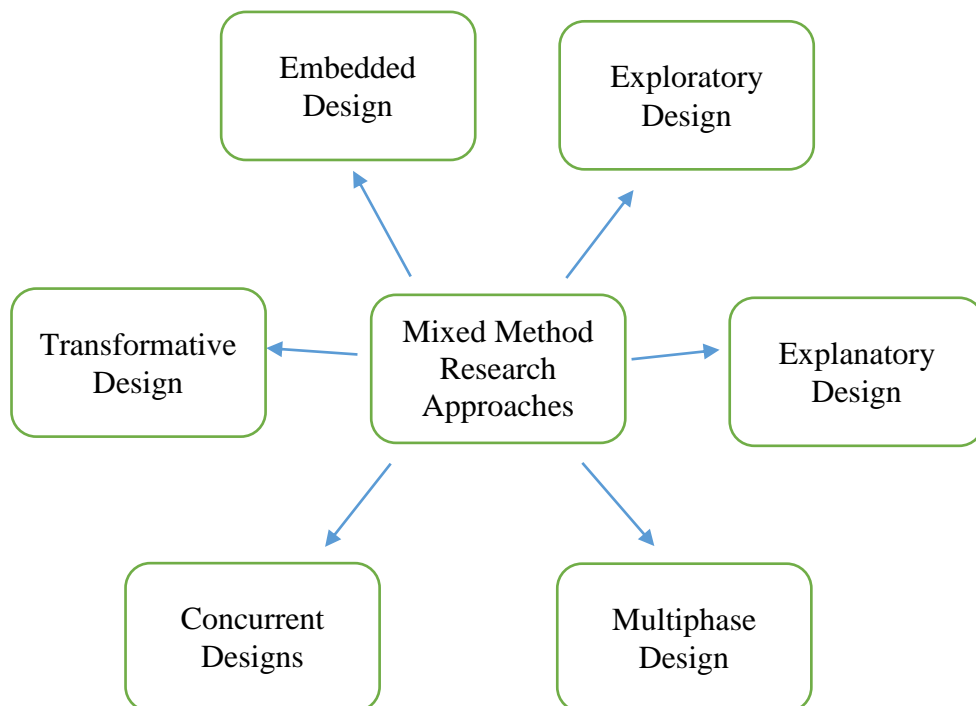 Embedded
Design
Exploratory
Design
Transformative
Design
Mixed Method
Research
Approaches
Explanatory
Design
Concurrent
Designs
Multiphase
Design